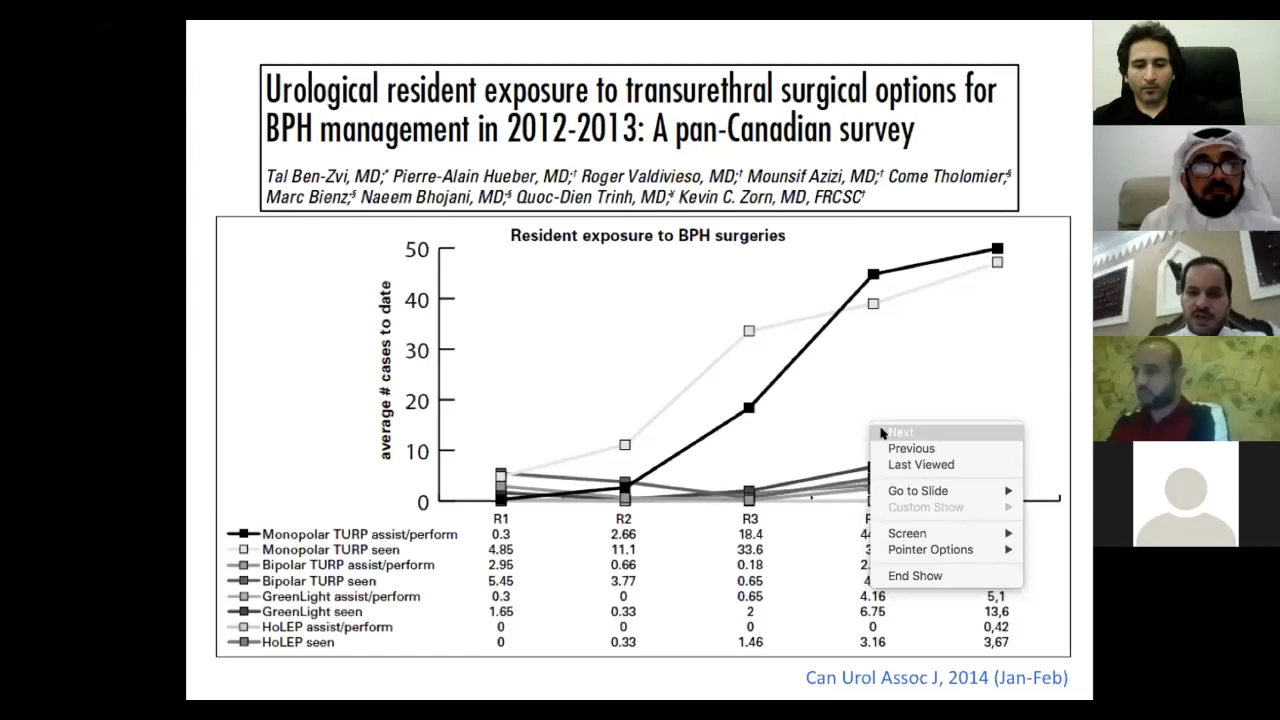 Urological resident exposure to transurethral surgical options for
BPH management in 2012-2013: A pan-Canadian survey
Tal Ben-Zvi, MD;* Pierre-Alain Hueber, MD;† Roger Valdivieso, MD;† Mounsif Azizi, MD;† Come Tholomier;§
Marc Bienz;§ Naeem Bhojani, MD;§ Quoc-Dien Trinh, MD;¥ Kevin C. Zorn, MD, FRCSC†
Resident exposure to BPH surgeries
average # cases to date
50
40
30
20
10
0
R1 R2 R3
Monopolar TURP assist/perform 0.3 2.66 18.4
Monopolar TURP seen 4.85 11.1 33.6
Bipolar TURP assist/perform 2.95 0.66 0.18
Bipolar TURP seen 5.45 3.77 0.65
GreenLight assist/perform 0.3 0 0.65 4.16 5,1
GreenLight seen 1.65 0.33 2 6.75 13,6
HoLEP assist/perform 0 0 0 0 0,42
HoLEP seen 0 0.33 1.46 3.16 3,67
Next
Previous
Last Viewed
Go to Slide
Custom Show
Screen
Pointer Options
End Show
Can Urol Assoc J, 2014 (Jan-Feb)